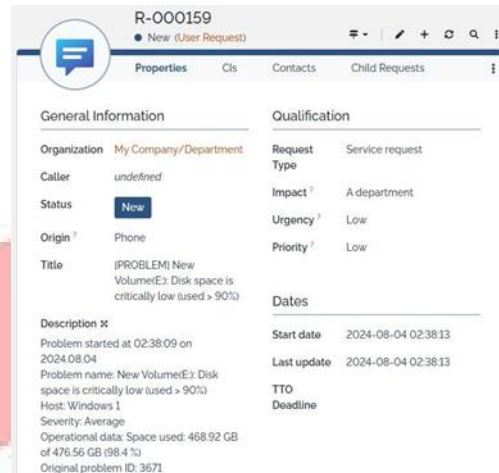 R-000159
New (User Request)
Properties CIs Contacts Child Requests
General Information
Organization My Company/Department
Caller undefined
Status New
Origin ? Phone
Title [PROBLEM] New
Volume(E:): Disk space is
critically low (used > 90%)
Description
Problem started at 02:38:09 on
2024.08.04
Problem name: New Volume(E:): Disk
space is critically low (used > 90%)
Host: Windows 1
Severity: Average
Operational data: Space used: 468.92 GB
of 476.56 GB (98.4 %)
Original problem ID: 3671
Qualification
Request Service request
Type
Impact ? A department
Urgency ? Low
Priority ? Low
Dates
Start date 2024-08-04 02:38:13
Last update 2024-08-04 02:38:13
TTO
Deadline